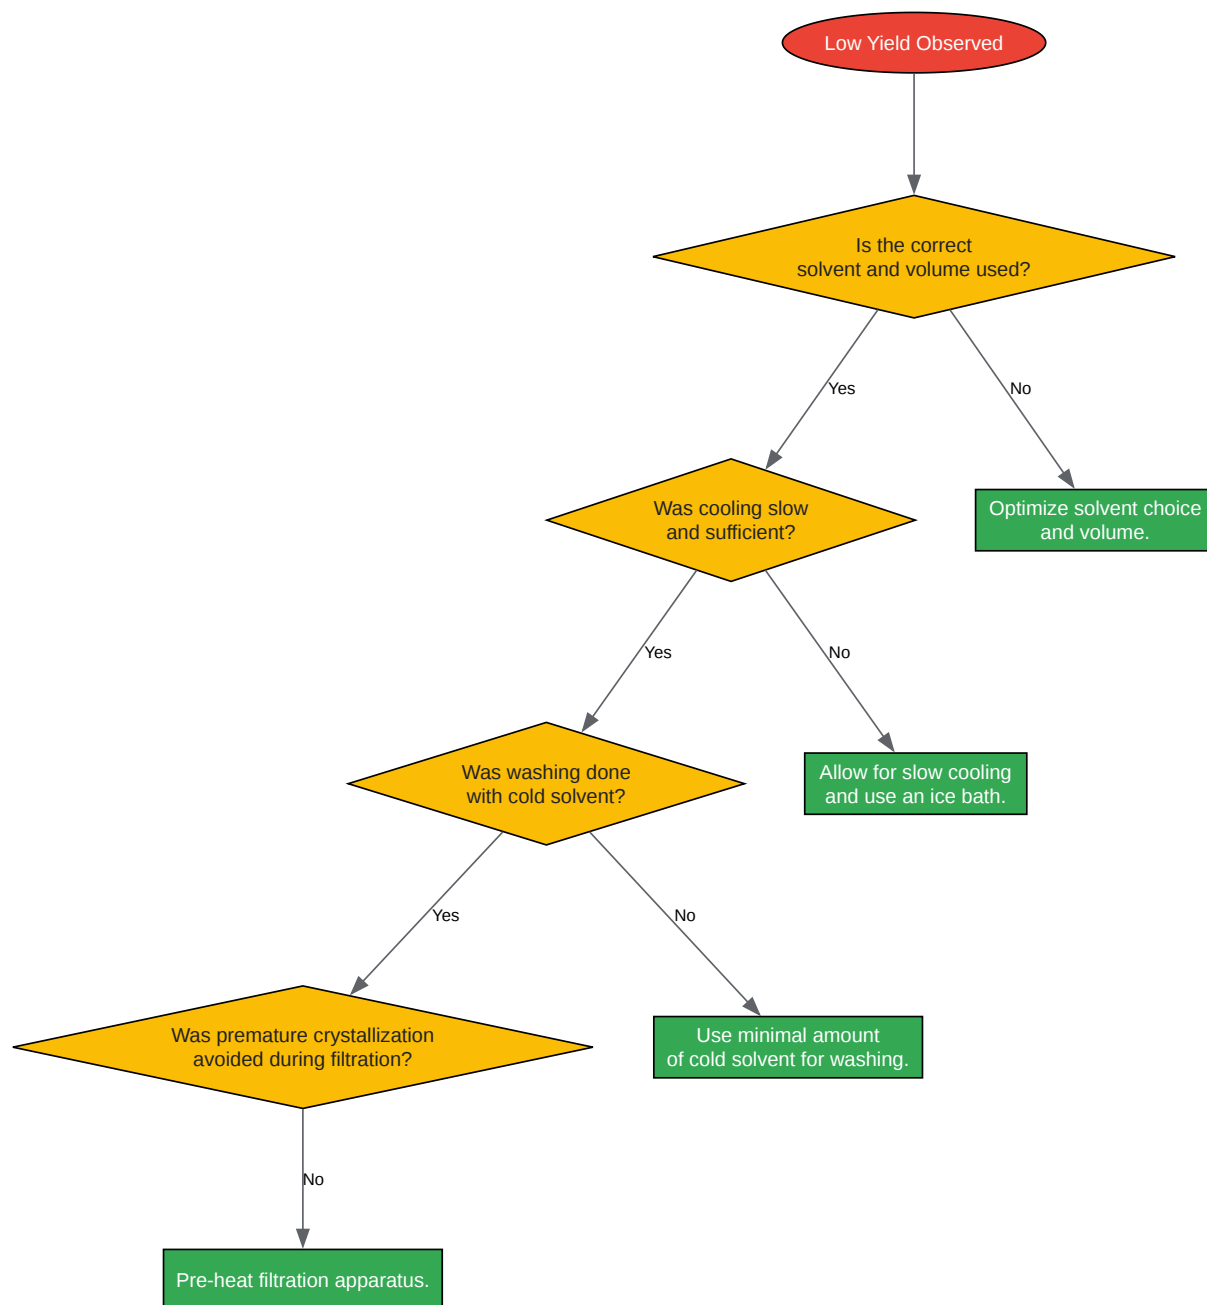 Low Yield Observed
Is the correct
solvent and volume used?
Yes
No
Was cooling slow
and sufficient?
Optimize solvent choice
and volume.
Yes
No
Was washing done
with cold solvent?
Allow for slow cooling
and use an ice bath.
Yes
No
Was premature crystallization
avoided during filtration?
Use minimal amount
of cold solvent for washing.
No
Pre-heat filtration apparatus.